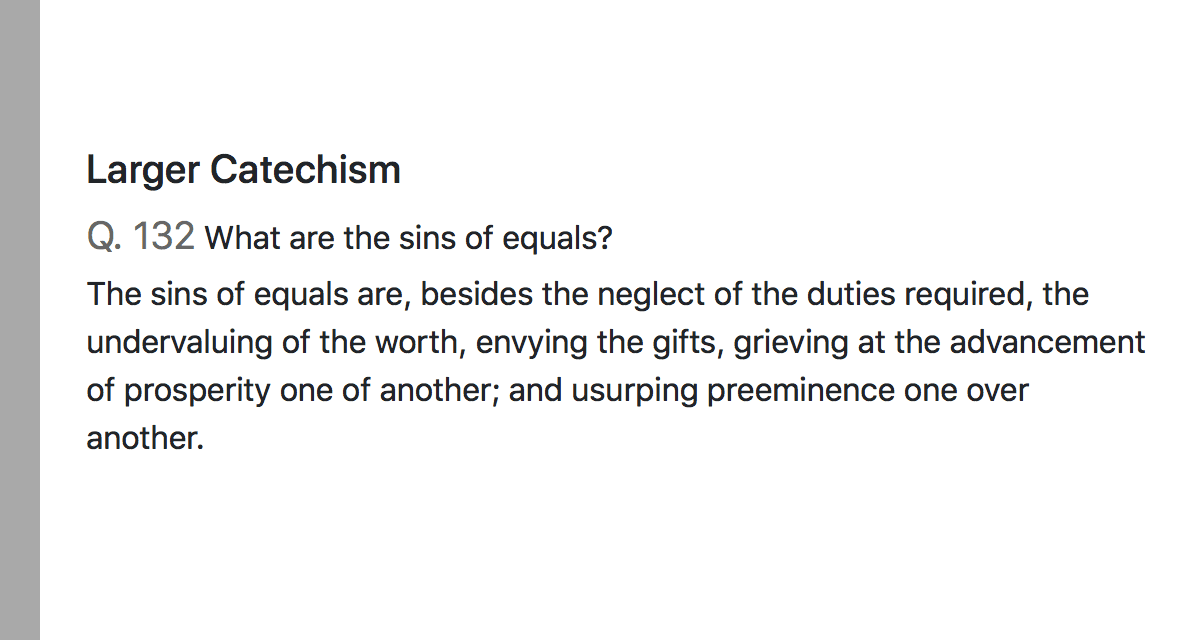 Larger Catechism
Q. 132 What are the sins of equals?
The sins of equals are, besides the neglect of the duties required, the
undervaluing of the worth, envying the gifts, grieving at the advancement
of prosperity one of another; and usurping preeminence one over
another.